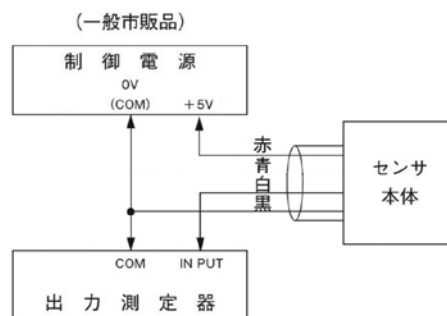 (一般市販品)
制御電源
0V
(COM) +5V
赤
青
白
黒
センサ
本体
COM IN PUT
出力測定器